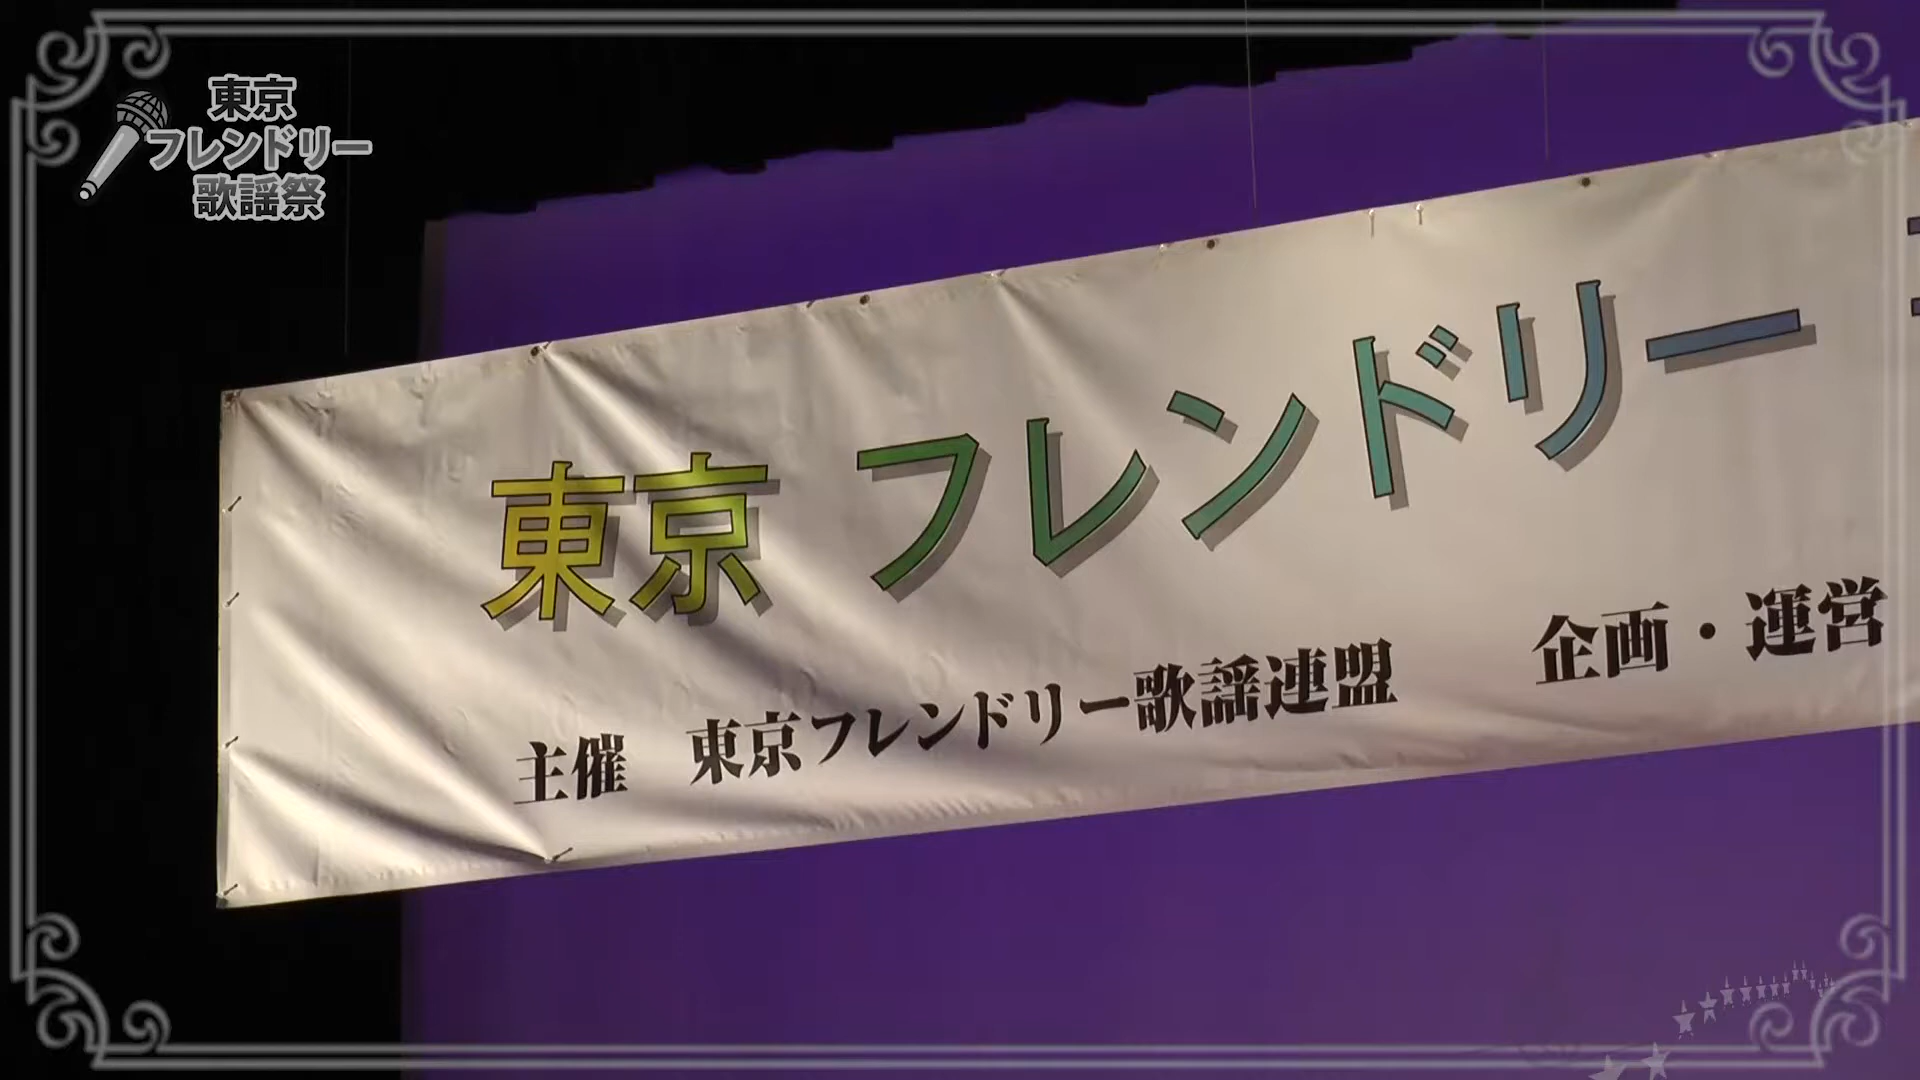 東京
フレンドリー
歌謡祭
東京 フレンドリー
主催 東京フレンドリー歌謡連盟 企画・運営